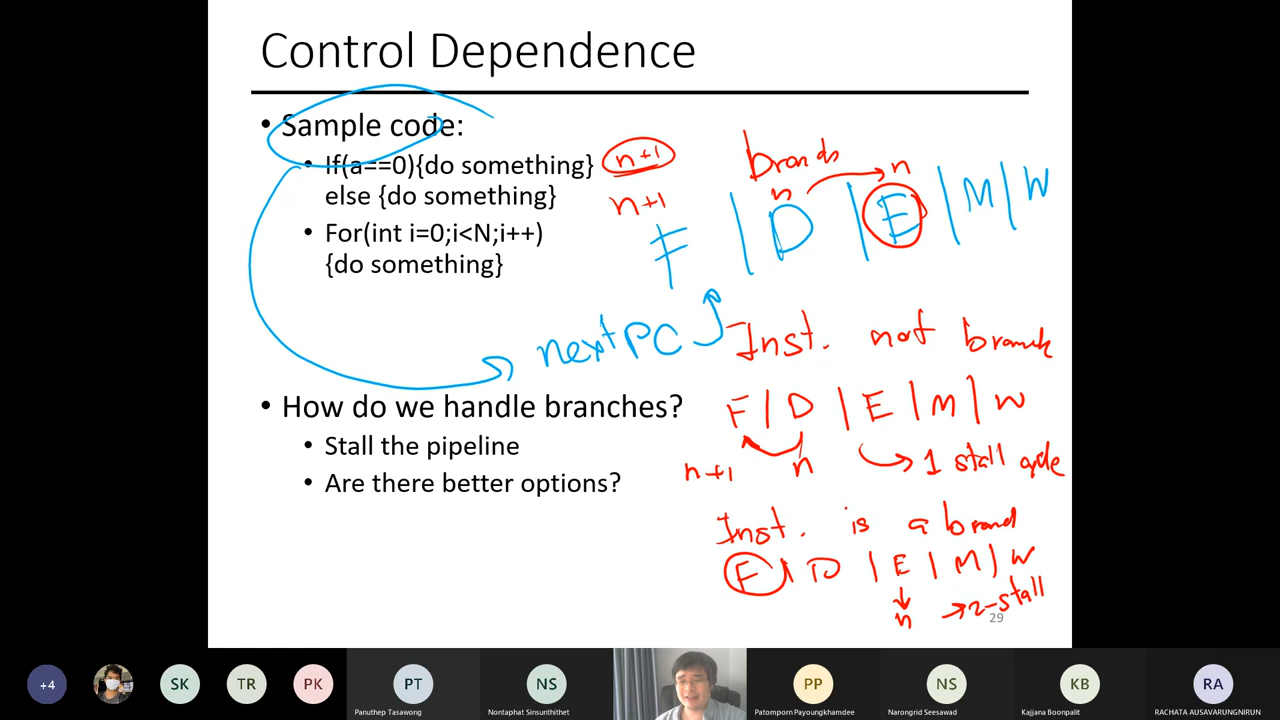 Control Dependence
• Sample code:
• If(a==0){do something}
else {do something}
• For(int i=0;i<N;i++)
{do something}
n+1
n+1
n
n
F | D | E | M | W
next PC
Inst. not branch
F | D | E | M | W
n+1
n
1 stall cycle
• How do we handle branches?
• Stall the pipeline
• Are there better options?
Inst. is a
F | D | E | M | W
n
2-stall
29
+4
SK
TR
PK
PT
NS
PP
NS
KB
RA
Panuthep Tasawong
Nontaphat Sinsunthithet
Patomporn Payoungkhamdee
Narongrid Seesawad
Kajjana Boonpalit
RACHATA AUSAVARUNGNIRUN